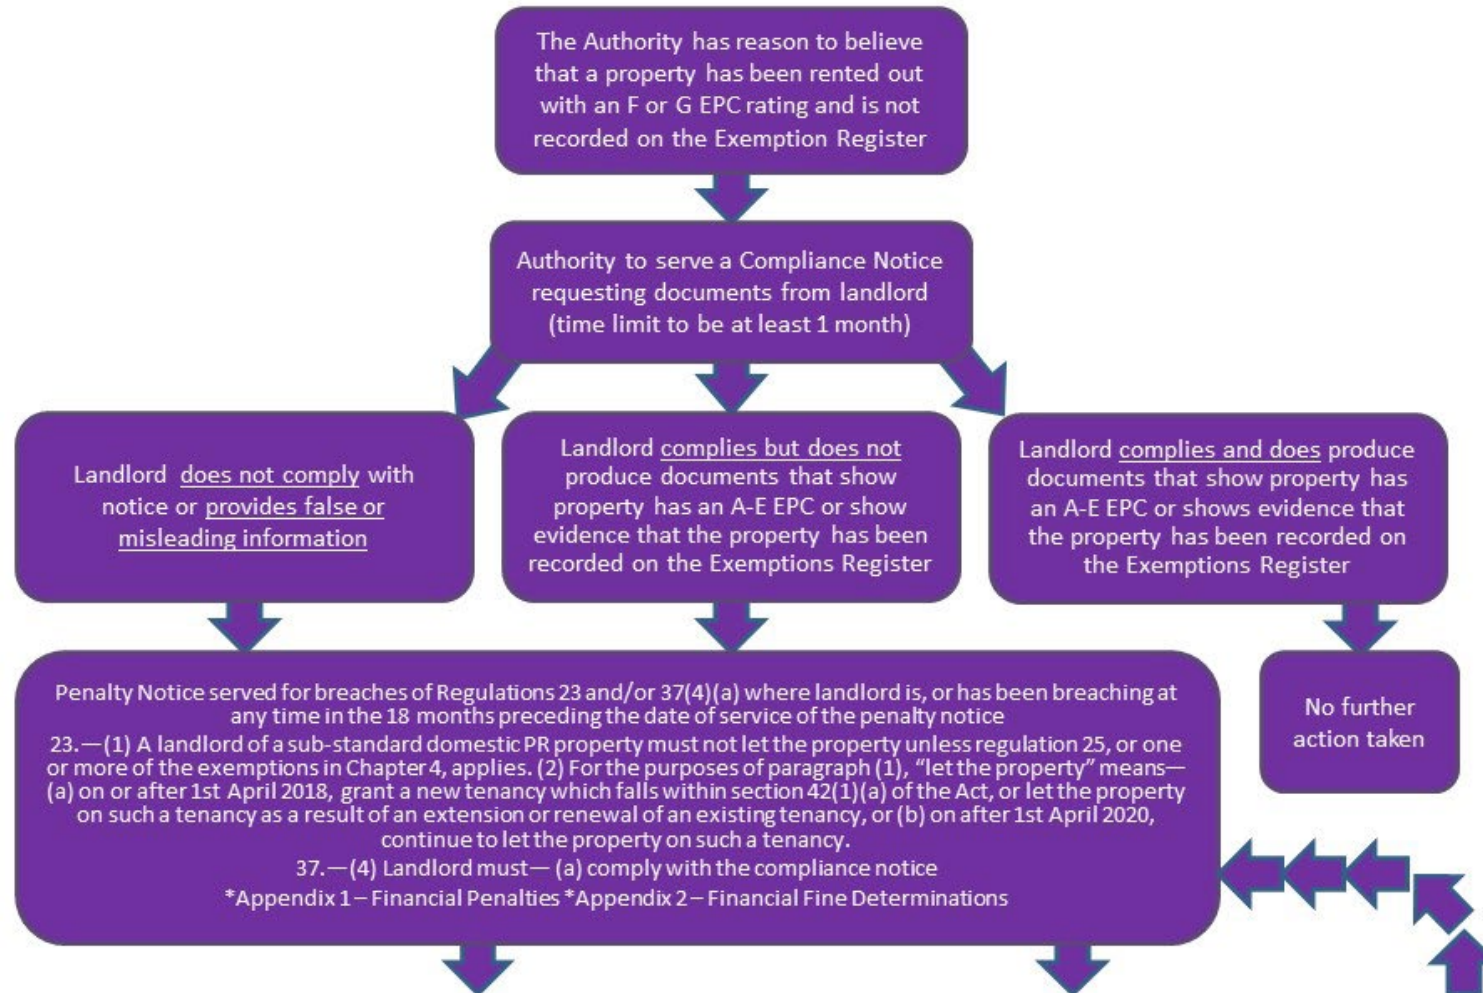 The Authority has reason to believe
that a property has been rented out
with an F or G EPC rating and is not
recorded on the Exemption Register
Authority to serve a Compliance Notice
requesting documents from landlord
(time limit to be at least 1 month)
Landlord does not comply with
notice or provides false or
misleading information
Landlord complies but does not
produce documents that show
property has an A-E EPC or show
evidence that the property has been
recorded on the Exemptions Register
Landlord complies and does produce
documents that show property has
an A-E EPC or shows evidence that
the property has been recorded on
the Exemptions Register
Penalty Notice served for breaches of Regulations 23 and/or 37(4)(a) where landlord is, or has been breaching at
any time in the 18 months preceding the date of service of the penalty notice
23.—(1) A landlord of a sub-standard domestic PR property must not let the property unless regulation 25, or one
or more of the exemptions in Chapter 4, applies. (2) For the purposes of paragraph (1), “let the property” means—
(a) on or after 1st April 2018, grant a new tenancy which falls within section 42(1)(a) of the Act, or let the property
on such a tenancy as a result of an extension or renewal of an existing tenancy, or (b) on after 1st April 2020,
continue to let the property on such a tenancy.
37.—(4) Landlord must— (a) comply with the compliance notice
*Appendix 1 – Financial Penalties *Appendix 2 – Financial Fine Determinations
No further
action taken